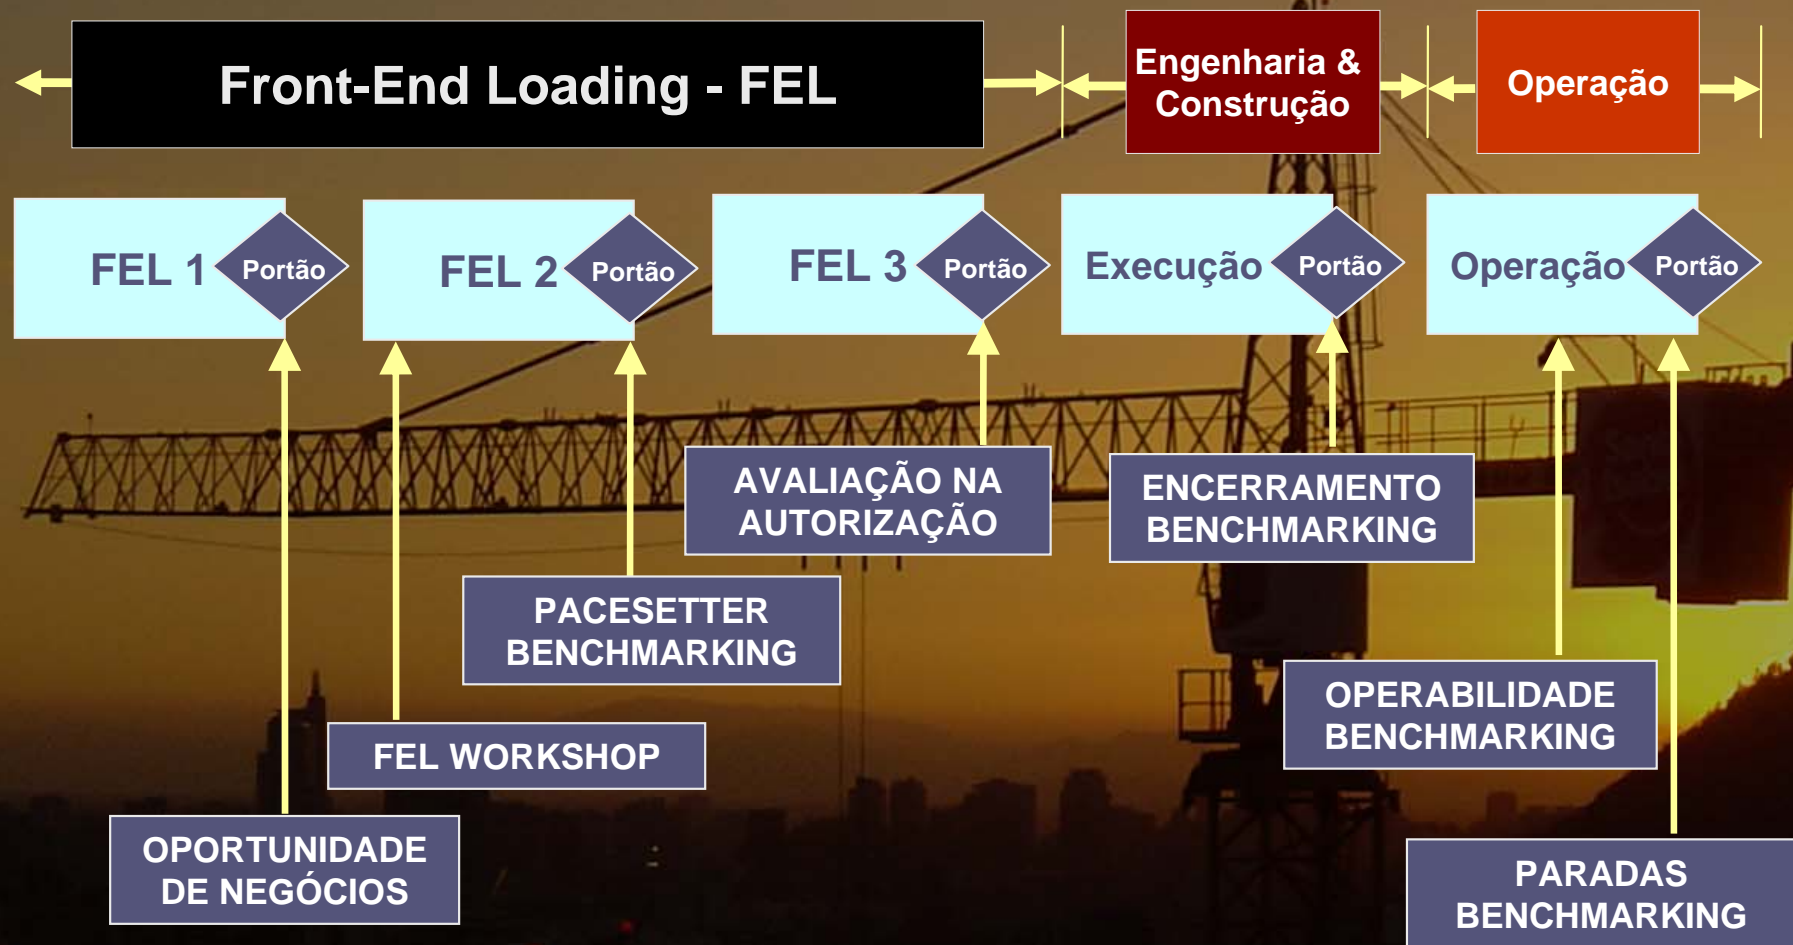 Front-End Loading - FEL
Engenharia &
Construção
Operação
FEL 1
Portão
FEL 2
Portão
FEL 3
Portão
Execução
Portão
Operação
Portão
AVALIAÇÃO NA
AUTORIZAÇÃO
ENCERRAMENTO
BENCHMARKING
PACESETTER
BENCHMARKING
OPERABILIDADE
BENCHMARKING
FEL WORKSHOP
OPORTUNIDADE
DE NEGÓCIOS
PARADAS
BENCHMARKING